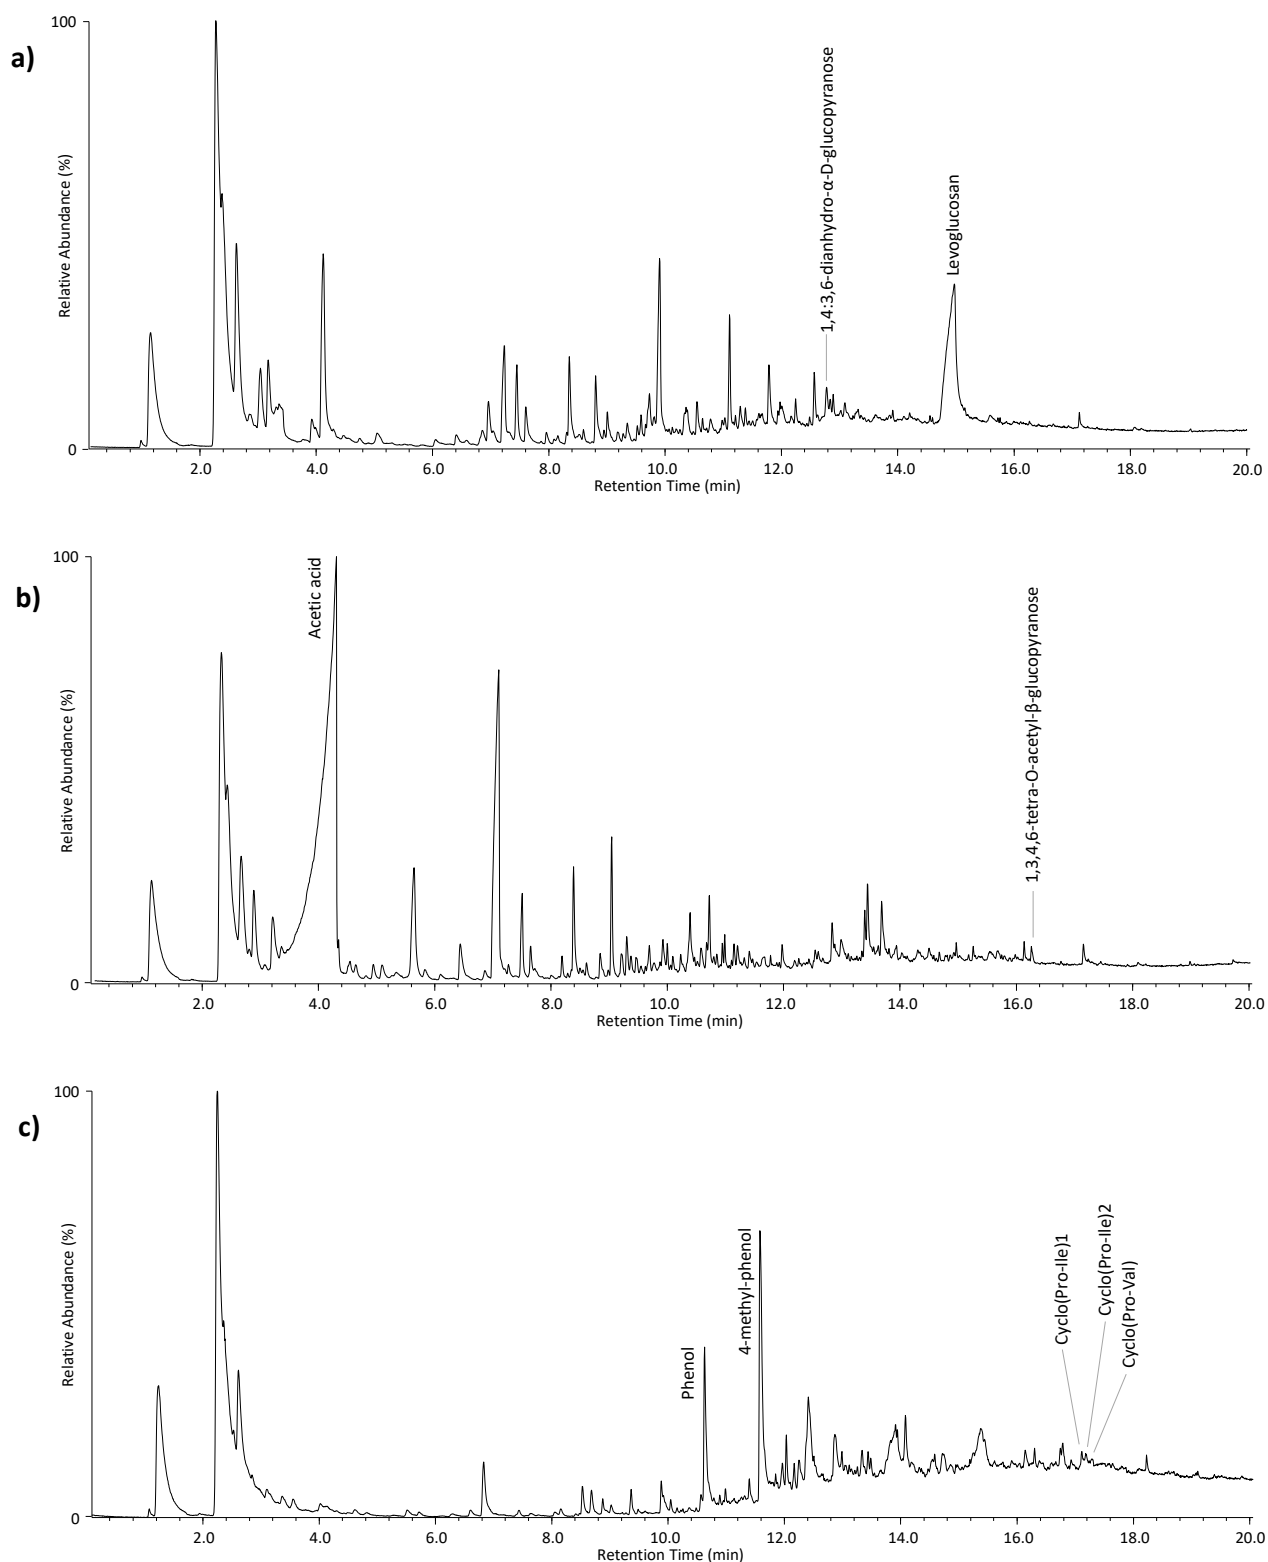 a)
100
Relative Abundance (%)
1,4:3,6-dianhydro-α-D-glucopyranose
Levoglucosan
0
2.0 4.0 6.0 8.0 10.0 12.0 14.0 16.0 18.0 20.0
Retention Time (min)
b)
100
Relative Abundance (%)
Acetic acid
1,3,4,6-tetra-O-acetyl-β-glucopyranose
0
2.0 4.0 6.0 8.0 10.0 12.0 14.0 16.0 18.0 20.0
Retention Time (min)
c)
100
Relative Abundance (%)
Phenol
4-methyl-phenol
Cyclo(Pro-Ile)1
Cyclo(Pro-Ile)2
Cyclo(Pro-Val)
0
2.0 4.0 6.0 8.0 10.0 12.0 14.0 16.0 18.0 20.0
Retention Time (min)